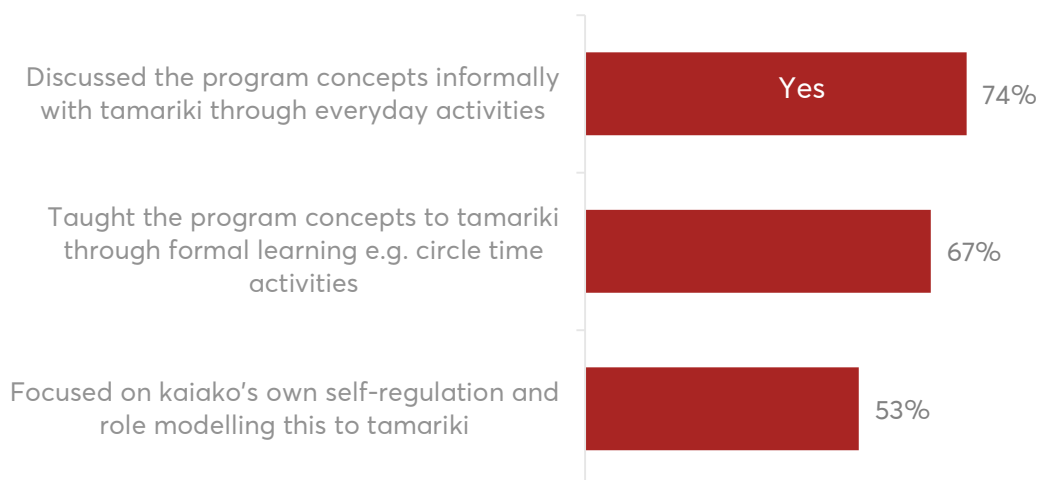 Discussed the program concepts informally
with tamariki through everyday activities
Yes
74%
Taught the program concepts to tamariki
through formal learning e.g. circle time
activities
67%
Focused on kaiako's own self-regulation and
role modelling this to tamariki
53%